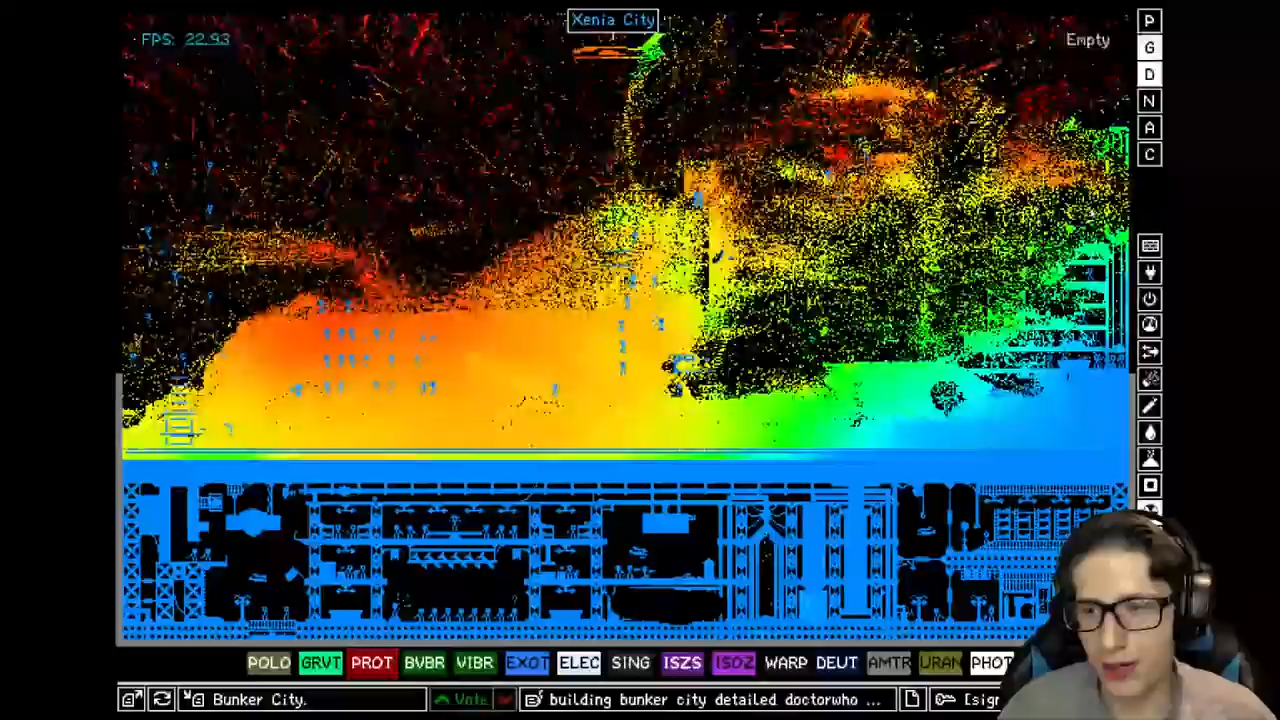 Xenia City
FPS: 22.93
Empty
P
G
D
N
A
C
POLO GRVT PROT BVBR VIBR EXOT ELEC SING ISZS ISOZ WARP DEUT AMTR URAN PHOT
Bunker City. Vote building bunker city detailed doctorwho ... [sign